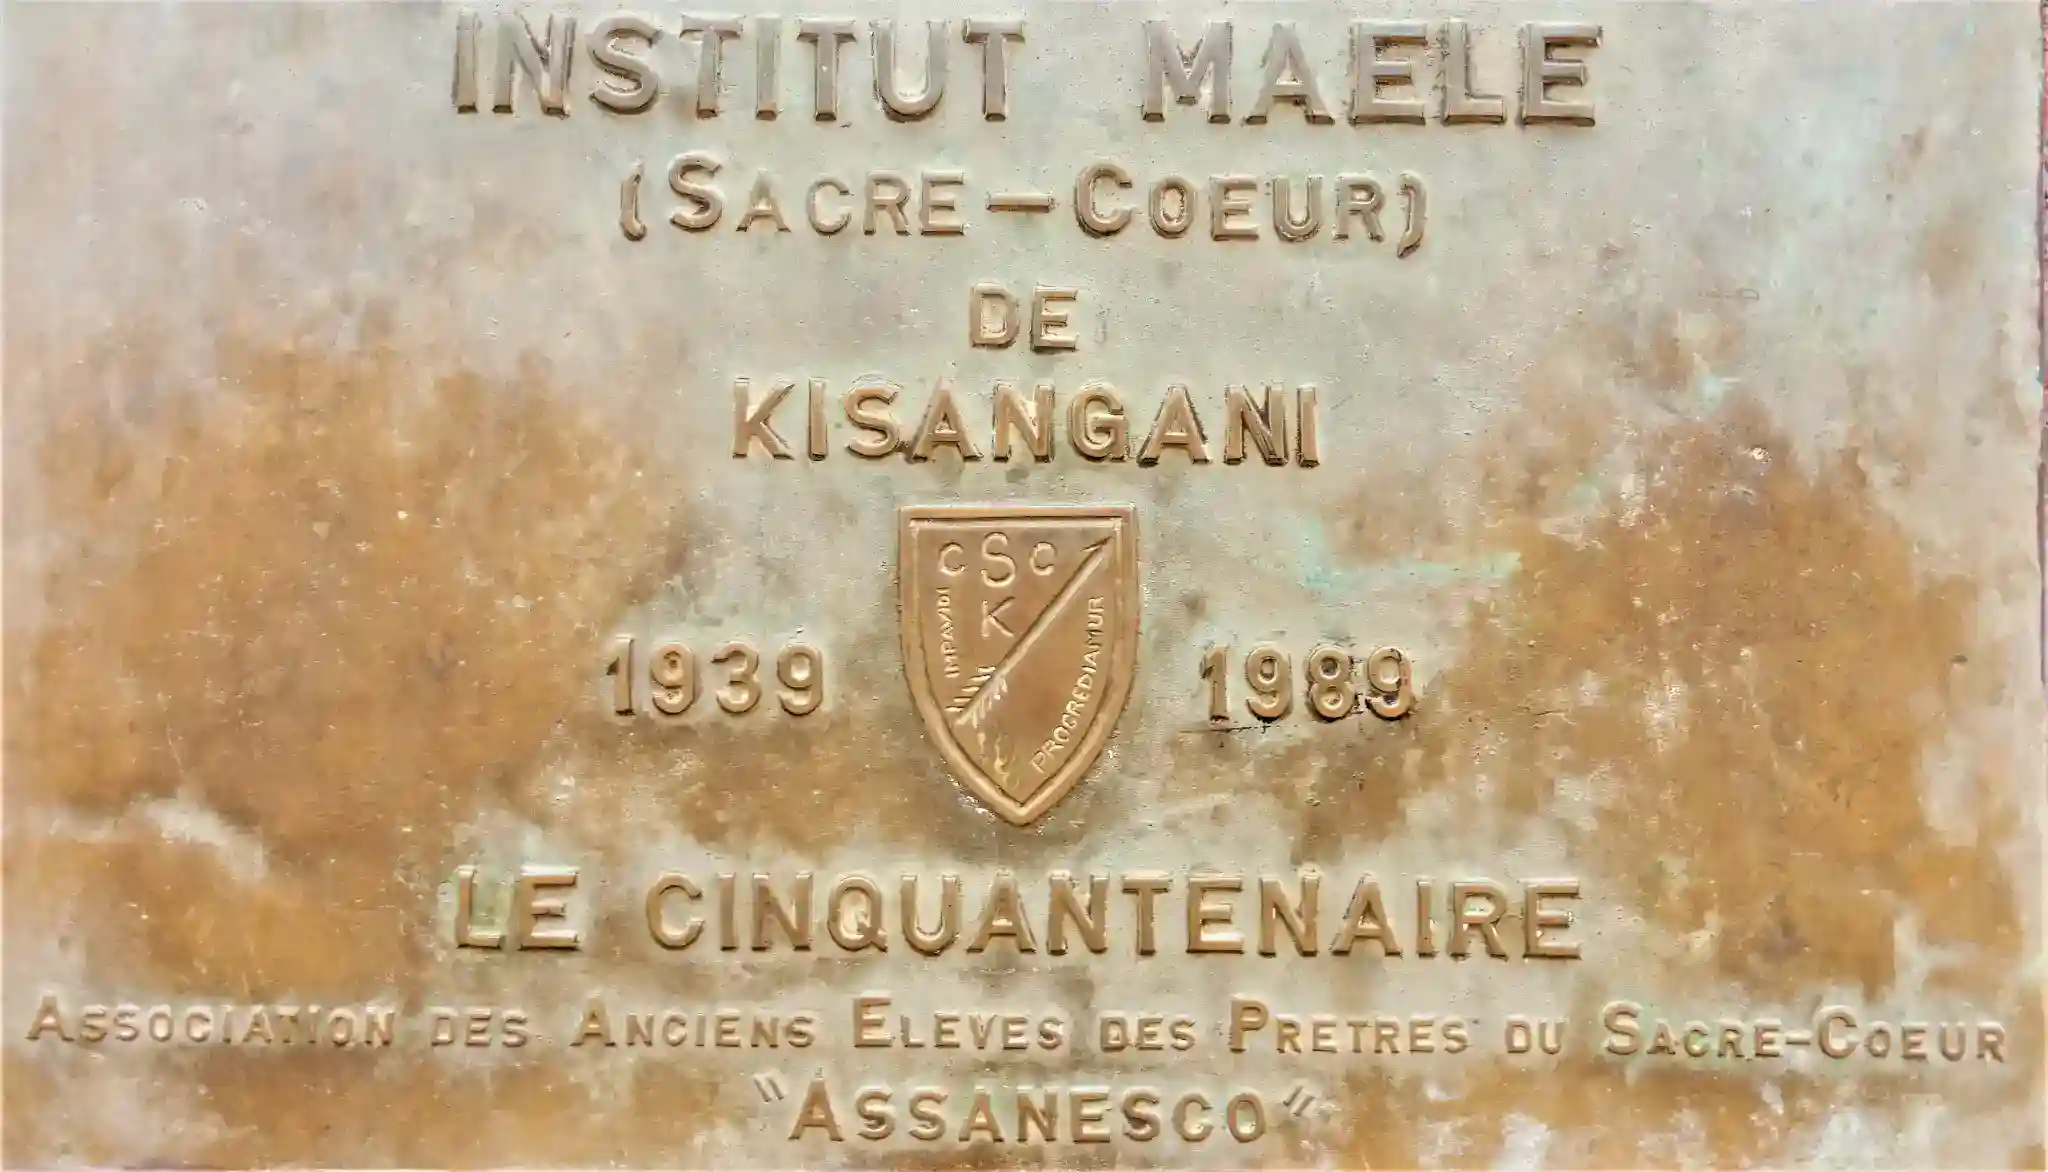 INSTITUT MAELE
(SACRE-COEUR)
DE
KISANGANI
CSC
K
IMPAVIDI
PROGREDIAMUR
1939 1989
LE CINQUANTENAIRE
ASSOCIATION DES ANCIENS ELEVES DES PRETRES DU SACRE-COEUR
"ASSANESCO"